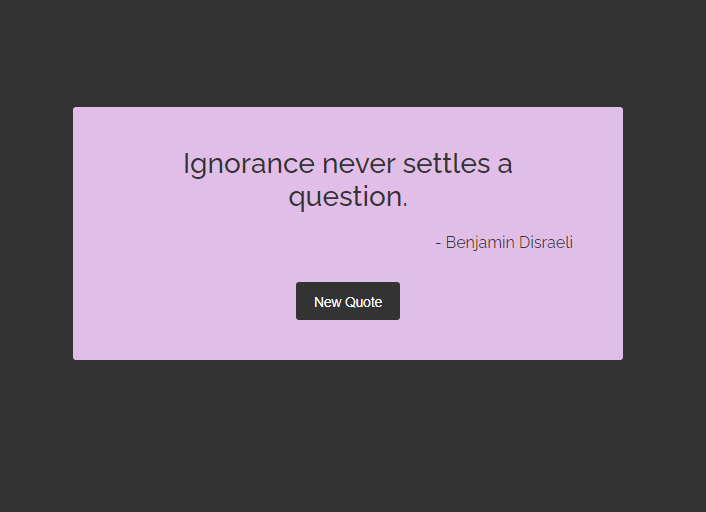 Ignorance never settles a
question.
- Benjamin Disraeli
New Quote